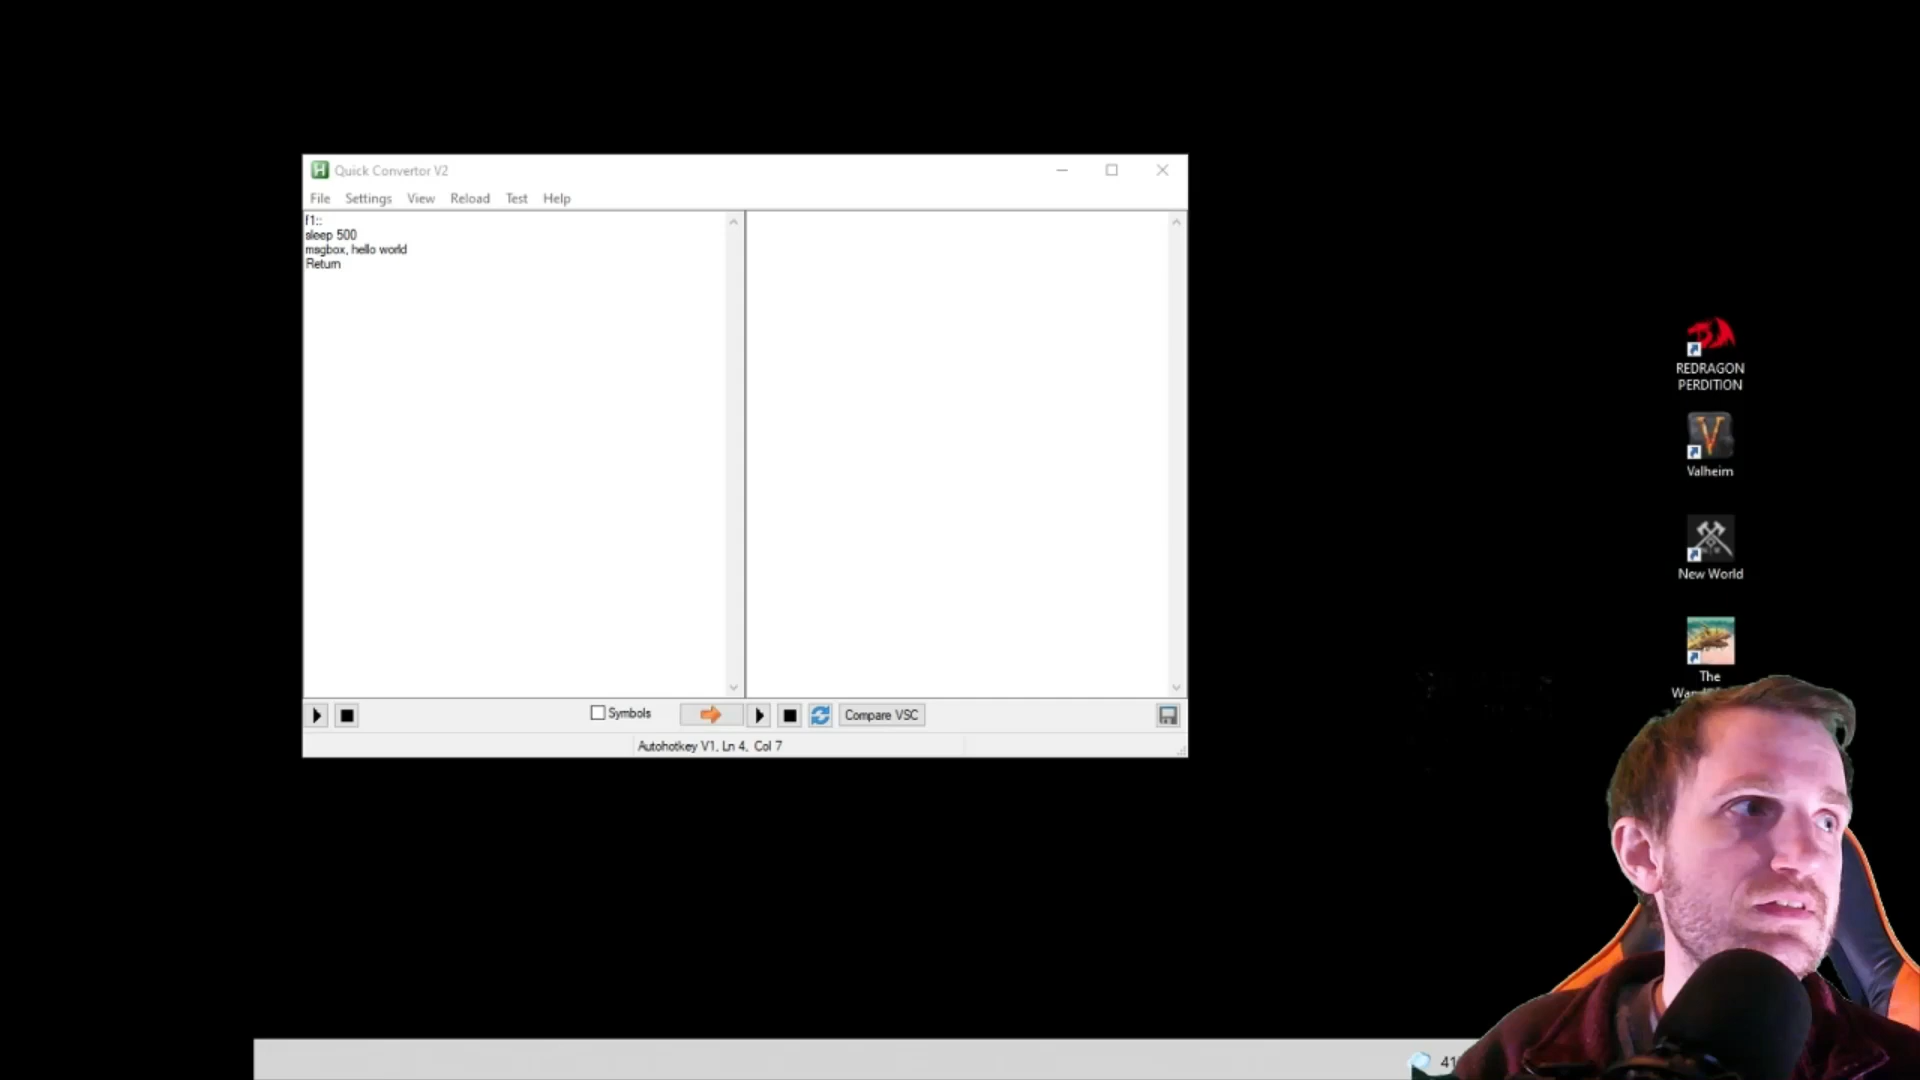 Quick Convertor V2
File Settings View Reload Test Help
f1::
sleep 500
msgbox, hello world
Return
Symbols
Compare VSC
Autohotkey V1, Ln 4, Col 7
REDRAGON
PERDITION
Valheim
New World
The